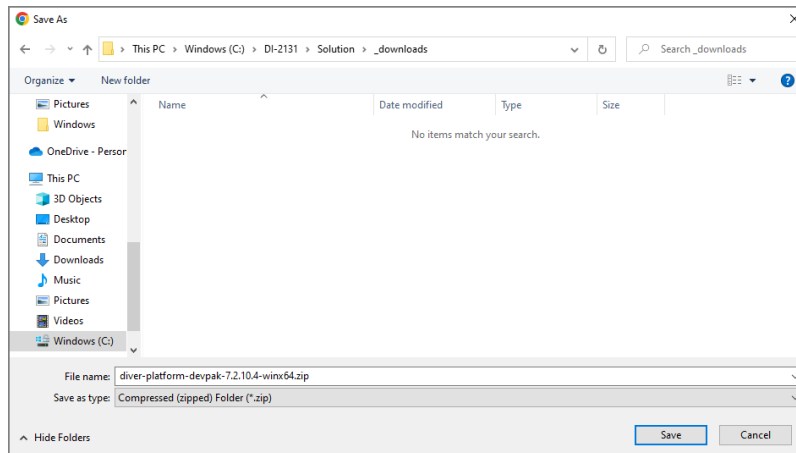 Save As
This PC > Windows (C:) > DI-2131 > Solution > _downloads
Search _downloads
Organize
New folder
Name
Date modified
Type
Size
No items match your search.
Pictures
Windows
OneDrive - Person
This PC
3D Objects
Desktop
Documents
Downloads
Music
Pictures
Videos
Windows (C:)
File name: diver-platform-devpak-7.2.10.4-winx64.zip
Save as type: Compressed (zipped) Folder (*.zip)
Hide Folders
Save
Cancel